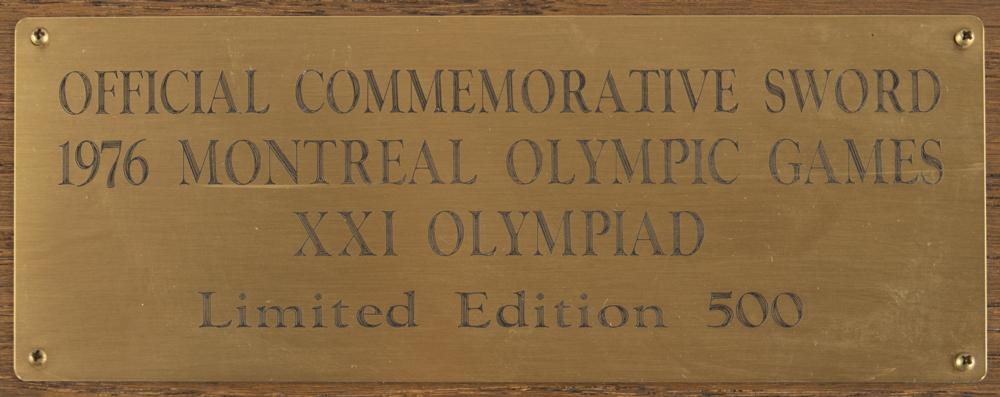 OFFICIAL COMMEMORATIVE SWORD
1976 MONTREAL OLYMPIC GAMES
XXI OLYMPIAD
Limited Edition 500